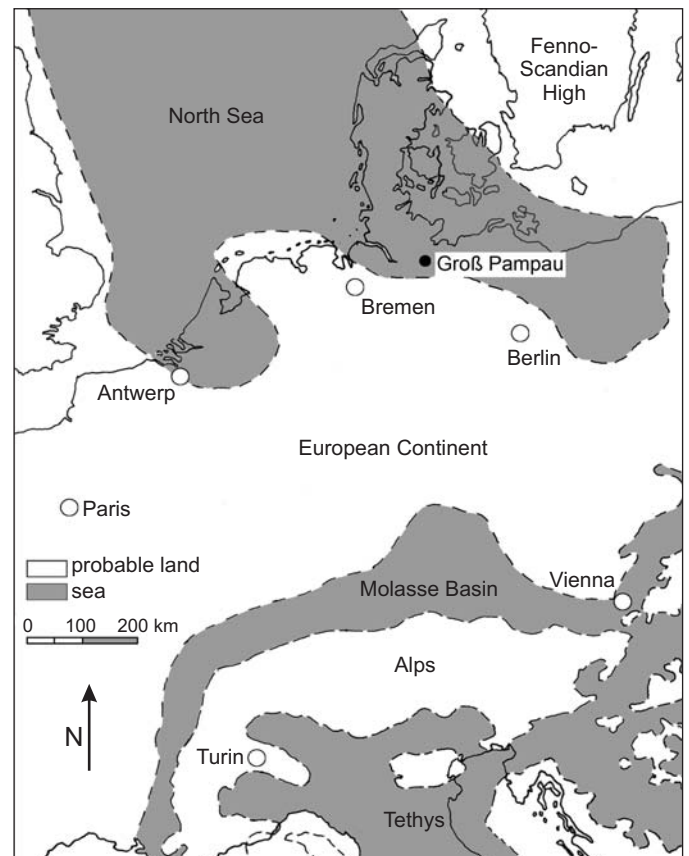 Fenno-
Scandian
High
North Sea
Groß Pampau
Bremen
Berlin
Antwerp
European Continent
Paris
probable land
sea
0 100 200 km
Molasse Basin
Vienna
Alps
N
Turin
Tethys